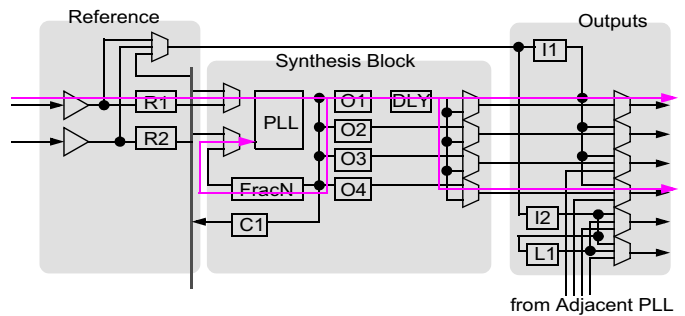 Reference
Outputs
Synthesis Block
I1
R1
O1
DLY
PLL
O2
R2
O3
FracN
O4
C1
I2
L1
from Adjacent PLL